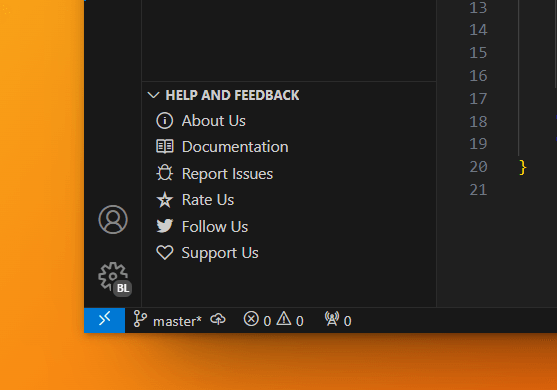 13
14
15
16
17
18
19
20 }
21
HELP AND FEEDBACK
About Us
Documentation
Report Issues
Rate Us
Follow Us
Support Us
BL
master* 0 0 0